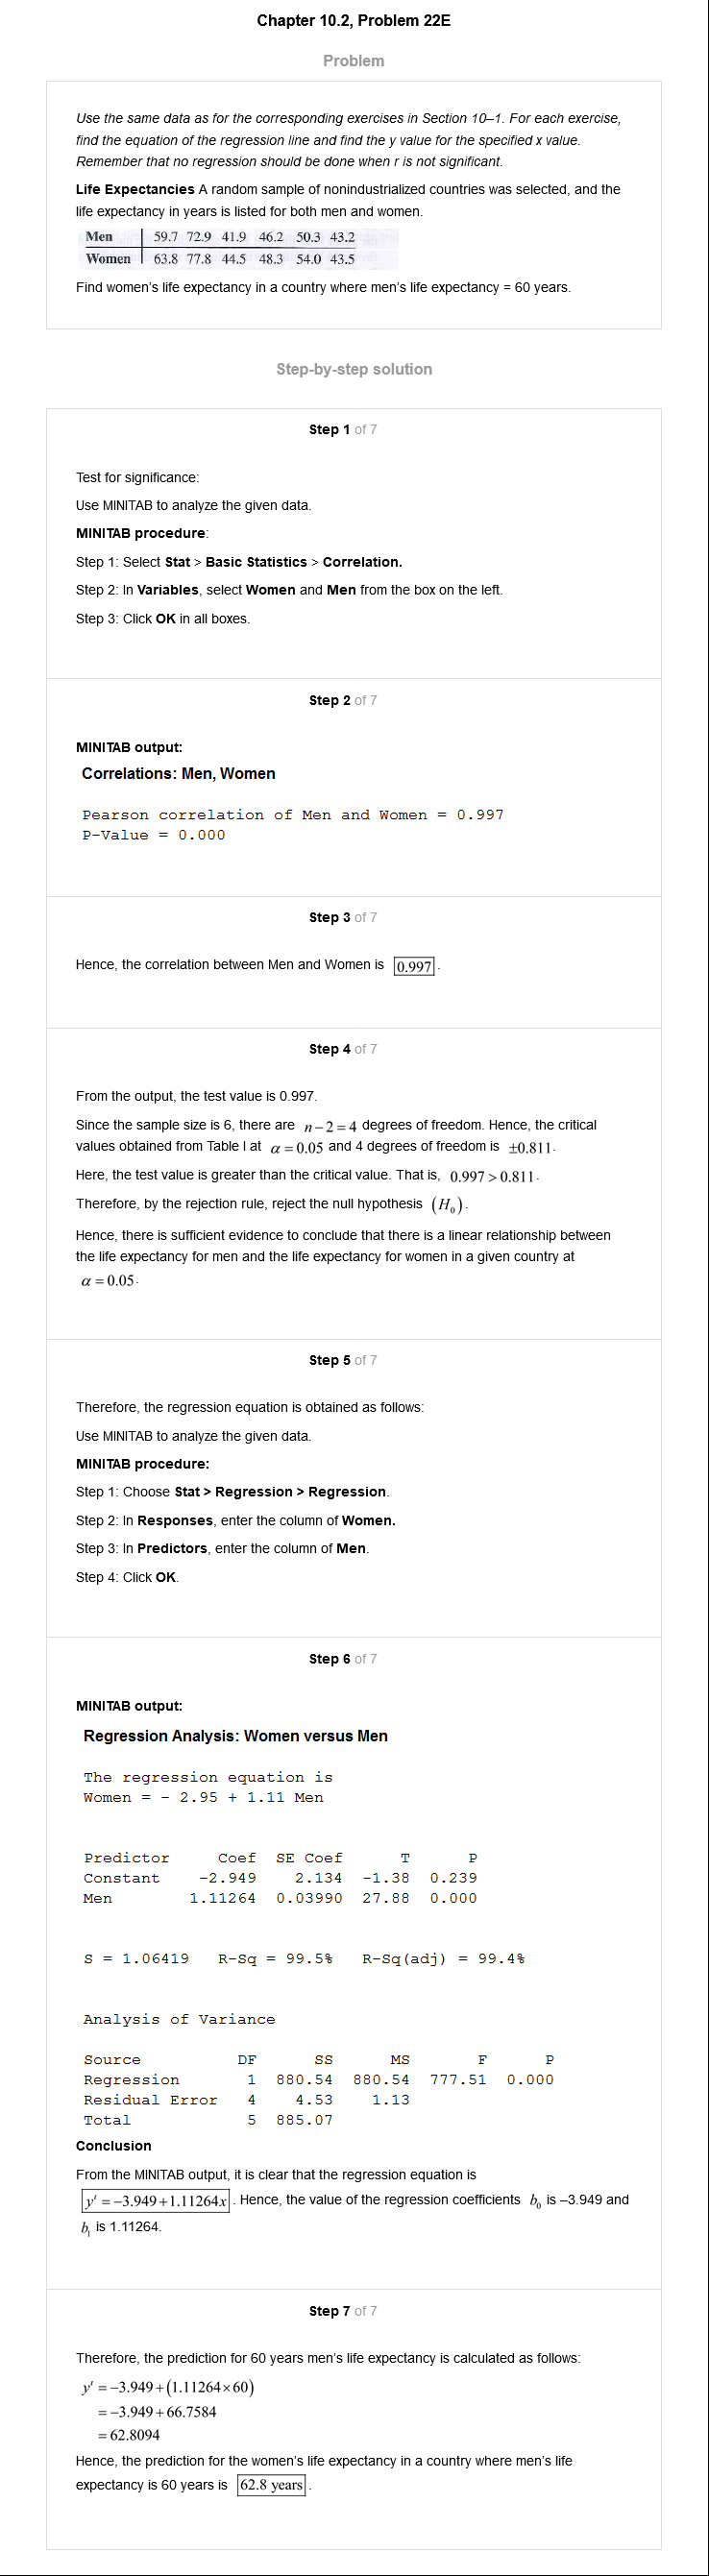 Chapter 10.2, Problem 22E
Problem
Use the same data as for the corresponding exercises in Section 10–1. For each exercise,
find the equation of the regression line and find the y value for the specified x value.
Remember that no regression should be done when r is not significant.
Life Expectancies A random sample of nonindustrialized countries was selected, and the
life expectancy in years is listed for both men and women.
Men 59.7 72.9 41.9 46.2 50.3 43.2
Women 63.8 77.8 44.5 48.3 54.0 43.5
Find women's life expectancy in a country where men's life expectancy = 60 years.
Step-by-step solution
Step 1 of 7
Test for significance:
Use MINITAB to analyze the given data.
MINITAB procedure:
Step 1: Select Stat > Basic Statistics > Correlation.
Step 2: In Variables, select Women and Men from the box on the left.
Step 3: Click OK in all boxes.
Step 2 of 7
MINITAB output:
Correlations: Men, Women
Pearson correlation of Men and Women = 0.997
P-Value = 0.000
Step 3 of 7
Hence, the correlation between Men and Women is 0.997.
Step 4 of 7
From the output, the test value is 0.997.
Since the sample size is 6, there are n−2=4 degrees of freedom. Hence, the critical
values obtained from Table I at α=0.05 and 4 degrees of freedom is ±0.811.
Here, the test value is greater than the critical value. That is, 0.997>0.811.
Therefore, by the rejection rule, reject the null hypothesis (H₀).
Hence, there is sufficient evidence to conclude that there is a linear relationship between
the life expectancy for men and the life expectancy for women in a given country at
α=0.05.
Step 5 of 7
Therefore, the regression equation is obtained as follows:
Use MINITAB to analyze the given data.
MINITAB procedure:
Step 1: Choose Stat > Regression > Regression.
Step 2: In Responses, enter the column of Women.
Step 3: In Predictors, enter the column of Men.
Step 4: Click OK.
Step 6 of 7
MINITAB output:
Regression Analysis: Women versus Men
The regression equation is
Women = - 2.95 + 1.11 Men
Predictor Coef SE Coef T P
Constant -2.949 2.134 -1.38 0.239
Men 1.11264 0.03990 27.88 0.000
S = 1.06419 R-Sq = 99.5% R-Sq(adj) = 99.4%
Analysis of Variance
Source DF SS MS F P
Regression 1 880.54 880.54 777.51 0.000
Residual Error 4 4.53 1.13
Total 5 885.07
Conclusion
From the MINITAB output, it is clear that the regression equation is
y′ =−3.949+1.11264x. Hence, the value of the regression coefficients b₀ is –3.949 and
b₁ is 1.11264.
Step 7 of 7
Therefore, the prediction for 60 years men's life expectancy is calculated as follows:
y′ =−3.949+(1.11264×60)
=−3.949+66.7584
=62.8094
Hence, the prediction for the women's life expectancy in a country where men's life
expectancy is 60 years is 62.8 years.